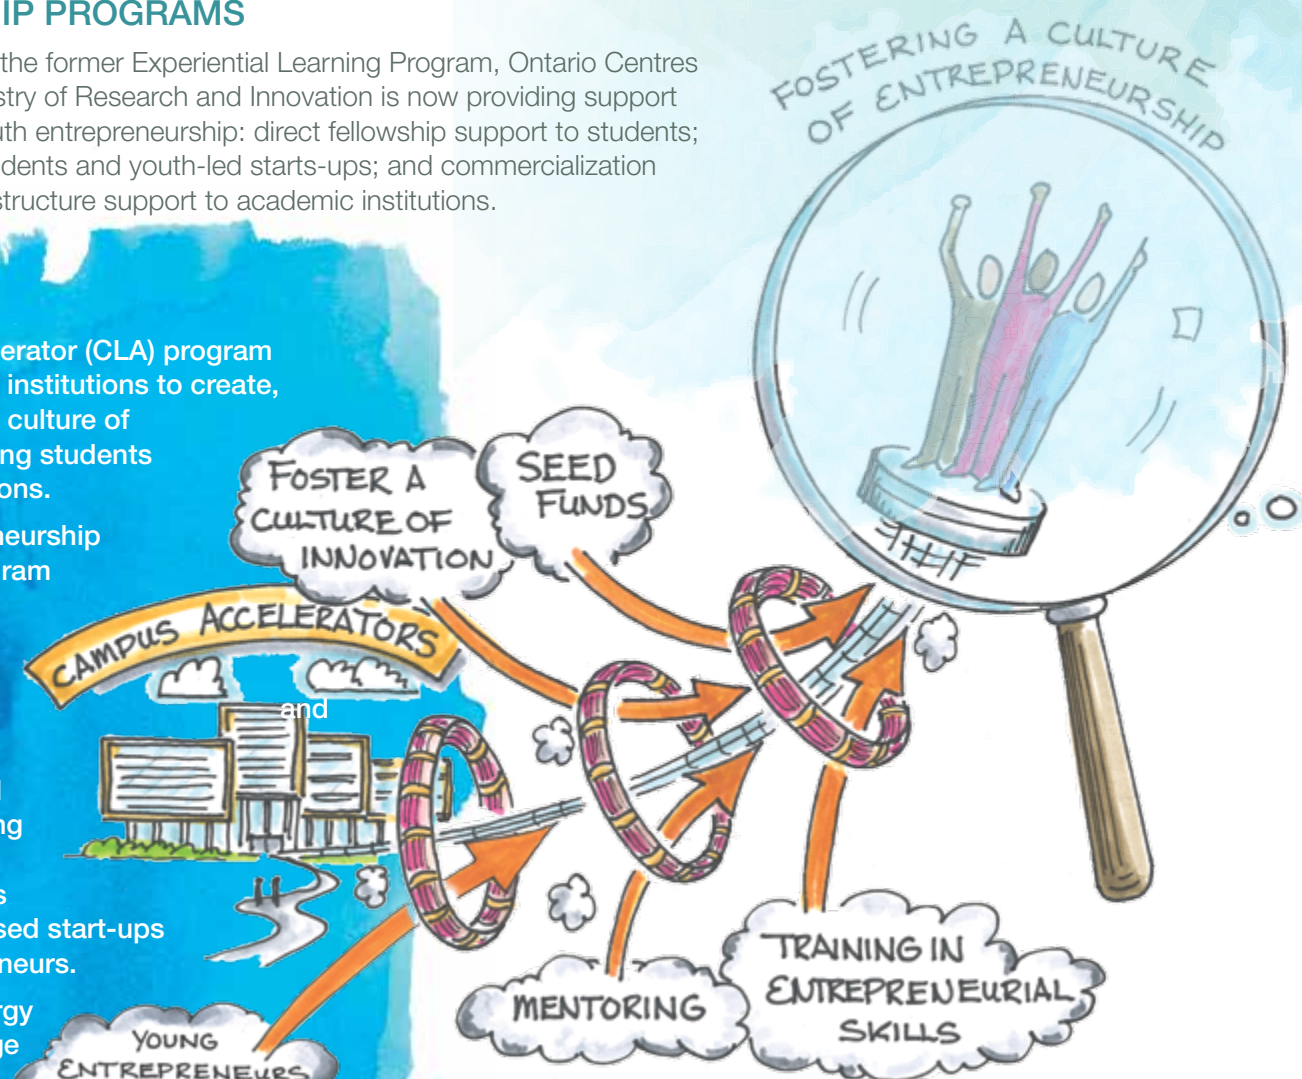 IP PROGRAMS
the former Experiential Learning Program, Ontario Centres
stry of Research and Innovation is now providing support
uth entrepreneurship: direct fellowship support to students;
dents and youth-led starts-ups; and commercialization
structure support to academic institutions.
FOSTERING A CULTURE
OF ENTREPRENEURSHIP
erator (CLA) program
institutions to create,
culture of
ng students
ons.
neurship
ram
and
ng
s
sed start-ups
neurs.
rgy
ge
FOSTER A
CULTURE OF
INNOVATION
SEED
FUNDS
CAMPUS ACCELERATORS
MENTORING
TRAINING IN
ENTREPRENEURIAL
SKILLS
YOUNG
ENTREPRENEURS